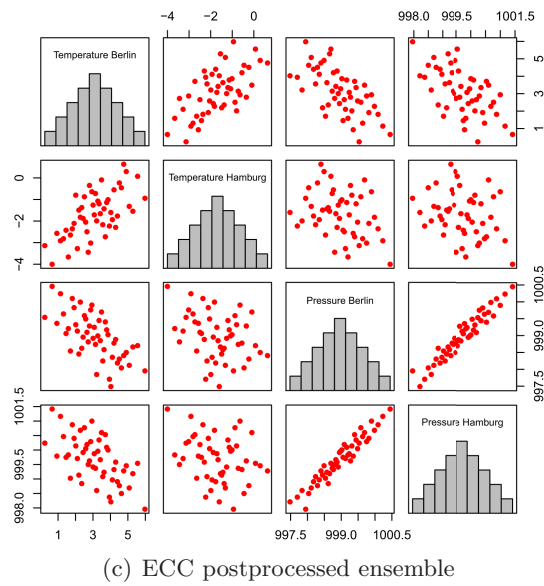 −4 −2 0
998.0 999.5 1001.5
Temperature Berlin
1 3 5
−4 −2 0
Temperature Hamburg
Pressure Berlin
997.5 999.0 1000.5
998.0 999.5 1001.5
Pressure Hamburg
1 3 5
997.5 999.0 1000.5
(c) ECC postprocessed ensemble